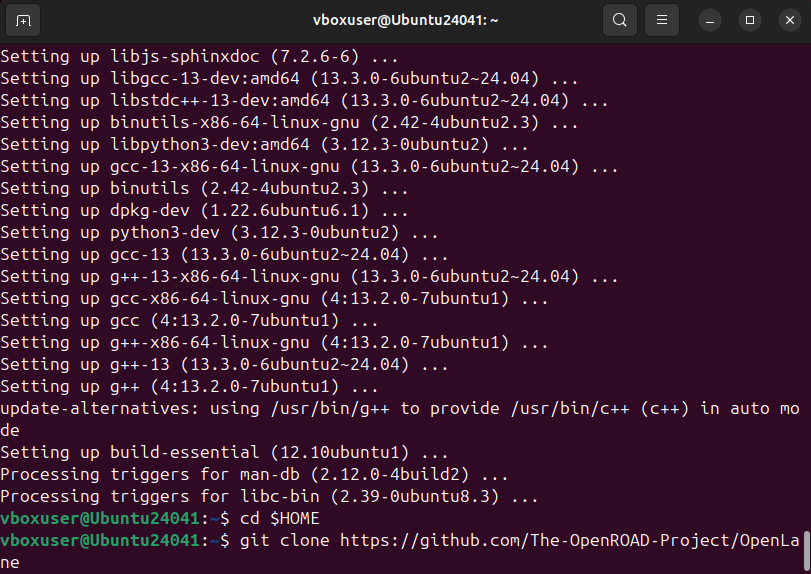 vboxuser@Ubuntu24041: ~
Setting up libjs-sphinxdoc (7.2.6-6) ...
Setting up libgcc-13-dev:amd64 (13.3.0-6ubuntu2~24.04) ...
Setting up libstdc++-13-dev:amd64 (13.3.0-6ubuntu2~24.04) ...
Setting up binutils-x86-64-linux-gnu (2.42-4ubuntu2.3) ...
Setting up libpython3-dev:amd64 (3.12.3-0ubuntu2) ...
Setting up gcc-13-x86-64-linux-gnu (13.3.0-6ubuntu2~24.04) ...
Setting up binutils (2.42-4ubuntu2.3) ...
Setting up dpkg-dev (1.22.6ubuntu6.1) ...
Setting up python3-dev (3.12.3-0ubuntu2) ...
Setting up gcc-13 (13.3.0-6ubuntu2~24.04) ...
Setting up g++-13-x86-64-linux-gnu (13.3.0-6ubuntu2~24.04) ...
Setting up gcc-x86-64-linux-gnu (4:13.2.0-7ubuntu1) ...
Setting up gcc (4:13.2.0-7ubuntu1) ...
Setting up g++-x86-64-linux-gnu (4:13.2.0-7ubuntu1) ...
Setting up g++-13 (13.3.0-6ubuntu2~24.04) ...
Setting up g++ (4:13.2.0-7ubuntu1) ...
update-alternatives: using /usr/bin/g++ to provide /usr/bin/c++ (c++) in auto mo
de
Setting up build-essential (12.10ubuntu1) ...
Processing triggers for man-db (2.12.0-4build2) ...
Processing triggers for libc-bin (2.39-0ubuntu8.3) ...
vboxuser@Ubuntu24041:~$ cd $HOME
vboxuser@Ubuntu24041:~$ git clone https://github.com/The-OpenROAD-Project/OpenLa
ne